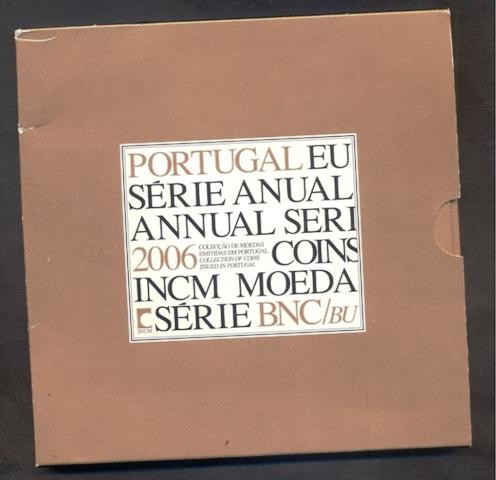 PORTUGAL EU
SÉRIE ANUAL
ANNUAL SERI
2006 COLECÇÃO DE MOEDAS
EMITIDAS EM PORTUGAL
COLLECTION OF COINS
ISSUED IN PORTUGAL
COINS
INCM MOEDA
INCM SÉRIE BNC/BU